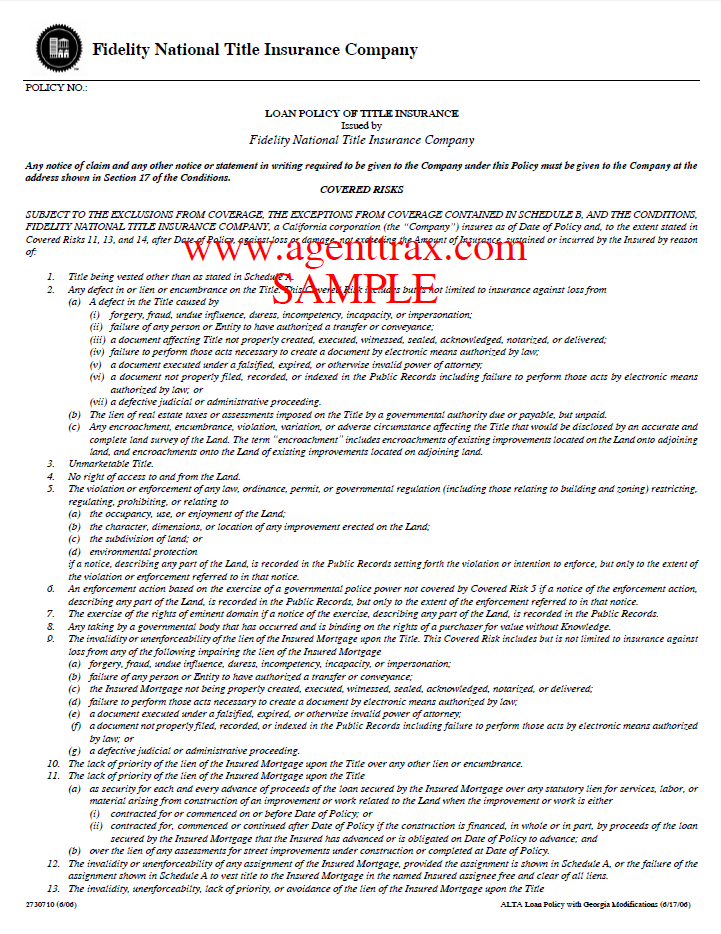 Fidelity National Title Insurance Company
POLICY NO.:
LOAN POLICY OF TITLE INSURANCE
Issued by
Fidelity National Title Insurance Company
Any notice of claim and any other notice or statement in writing required to be given to the Company under this Policy must be given to the Company at the
address shown in Section 17 of the Conditions.
COVERED RISKS
SUBJECT TO THE EXCLUSIONS FROM COVERAGE, THE EXCEPTIONS FROM COVERAGE CONTAINED IN SCHEDULE B, AND THE CONDITIONS,
FIDELITY NATIONAL TITLE INSURANCE COMPANY, a California corporation (the “Company”) insures as of Date of Policy and, to the extent stated in
Covered Risks 11, 13, and 14, after Date of Policy, against loss or damage, not exceeding the Amount of Insurance, sustained or incurred by the Insured by reason
of:
www.agenttrax.com
SAMPLE
1. Title being vested other than as stated in Schedule A.
2. Any defect in or lien or encumbrance on the Title. This Covered Risk includes but is not limited to insurance against loss from
(a) A defect in the Title caused by
(i) forgery, fraud, undue influence, duress, incompetency, incapacity, or impersonation;
(ii) failure of any person or Entity to have authorized a transfer or conveyance;
(iii) a document affecting Title not properly created, executed, witnessed, sealed, acknowledged, notarized, or delivered;
(iv) failure to perform those acts necessary to create a document by electronic means authorized by law;
(v) a document executed under a falsified, expired, or otherwise invalid power of attorney;
(vi) a document not properly filed, recorded, or indexed in the Public Records including failure to perform those acts by electronic means
authorized by law; or
(vii) a defective judicial or administrative proceeding.
(b) The lien of real estate taxes or assessments imposed on the Title by a governmental authority due or payable, but unpaid.
(c) Any encroachment, encumbrance, violation, variation, or adverse circumstance affecting the Title that would be disclosed by an accurate and
complete land survey of the Land. The term “encroachment” includes encroachments of existing improvements located on the Land onto adjoining
land, and encroachments onto the Land of existing improvements located on adjoining land.
3. Unmarketable Title.
4. No right of access to and from the Land.
5. The violation or enforcement of any law, ordinance, permit, or governmental regulation (including those relating to building and zoning) restricting,
regulating, prohibiting, or relating to
(a) the occupancy, use, or enjoyment of the Land;
(b) the character, dimensions, or location of any improvement erected on the Land;
(c) the subdivision of land; or
(d) environmental protection
if a notice, describing any part of the Land, is recorded in the Public Records setting forth the violation or intention to enforce, but only to the extent of
the violation or enforcement referred to in that notice.
6. An enforcement action based on the exercise of a governmental police power not covered by Covered Risk 5 if a notice of the enforcement action,
describing any part of the Land, is recorded in the Public Records, but only to the extent of the enforcement referred to in that notice.
7. The exercise of the rights of eminent domain if a notice of the exercise, describing any part of the Land, is recorded in the Public Records.
8. Any taking by a governmental body that has occurred and is binding on the rights of a purchaser for value without Knowledge.
9. The invalidity or unenforceability of the lien of the Insured Mortgage upon the Title. This Covered Risk includes but is not limited to insurance against
loss from any of the following impairing the lien of the Insured Mortgage
(a) forgery, fraud, undue influence, duress, incompetency, incapacity, or impersonation;
(b) failure of any person or Entity to have authorized a transfer or conveyance;
(c) the Insured Mortgage not being properly created, executed, witnessed, sealed, acknowledged, notarized, or delivered;
(d) failure to perform those acts necessary to create a document by electronic means authorized by law;
(e) a document executed under a falsified, expired, or otherwise invalid power of attorney;
(f) a document not properly filed, recorded, or indexed in the Public Records including failure to perform those acts by electronic means authorized
by law; or
(g) a defective judicial or administrative proceeding.
10. The lack of priority of the lien of the Insured Mortgage upon the Title over any other lien or encumbrance.
11. The lack of priority of the lien of the Insured Mortgage upon the Title
(a) as security for each and every advance of proceeds of the loan secured by the Insured Mortgage over any statutory lien for services, labor, or
material arising from construction of an improvement or work related to the Land when the improvement or work is either
(i) contracted for or commenced on or before Date of Policy; or
(ii) contracted for, commenced or continued after Date of Policy if the construction is financed, in whole or in part, by proceeds of the loan
secured by the Insured Mortgage that the Insured has advanced or is obligated on Date of Policy to advance; and
(b) over the lien of any assessments for street improvements under construction or completed at Date of Policy.
12. The invalidity or unenforceability of any assignment of the Insured Mortgage, provided the assignment is shown in Schedule A, or the failure of the
assignment shown in Schedule A to vest title to the Insured Mortgage in the named Insured assignee free and clear of all liens.
13. The invalidity, unenforceabilty, lack of priority, or avoidance of the lien of the Insured Mortgage upon the Title
2730710 (6/06)
ALTA Loan Policy with Georgia Modifications (6/17/06)